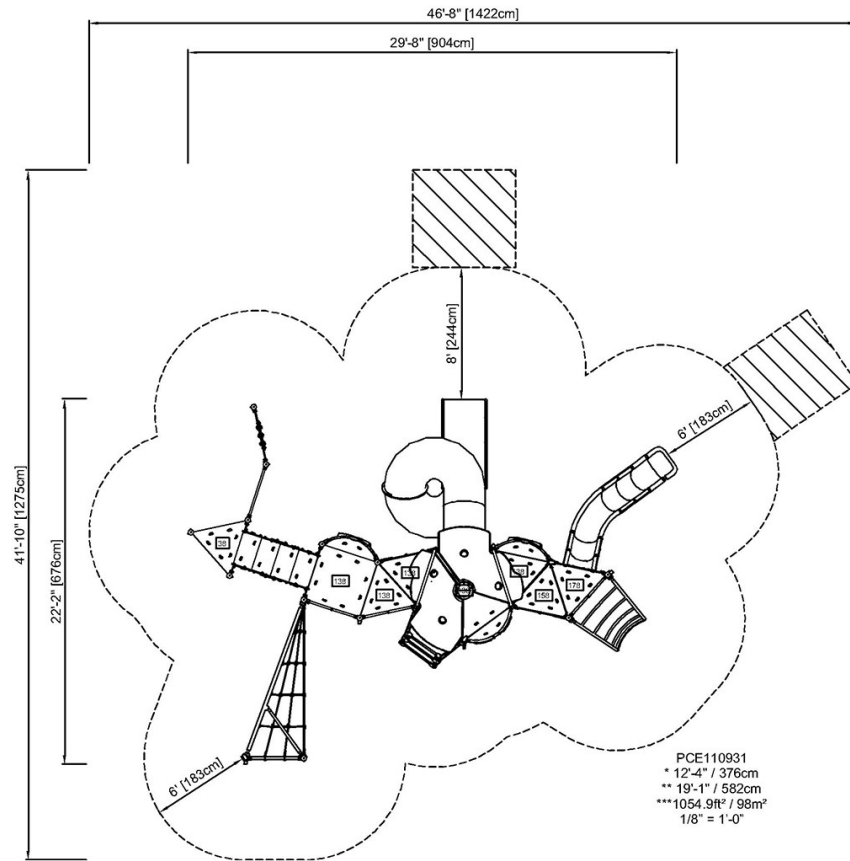 46'-8" [1422cm]
29'-8" [904cm]
8' [244cm]
6' [183cm]
41'-10" [1275cm]
22'-2" [676cm]
38
138
138
138
158
178
6' [183cm]
PCE110931
* 12'-4" / 376cm
** 19'-1" / 582cm
***1054.9ft² / 98m²
1/8" = 1'-0"